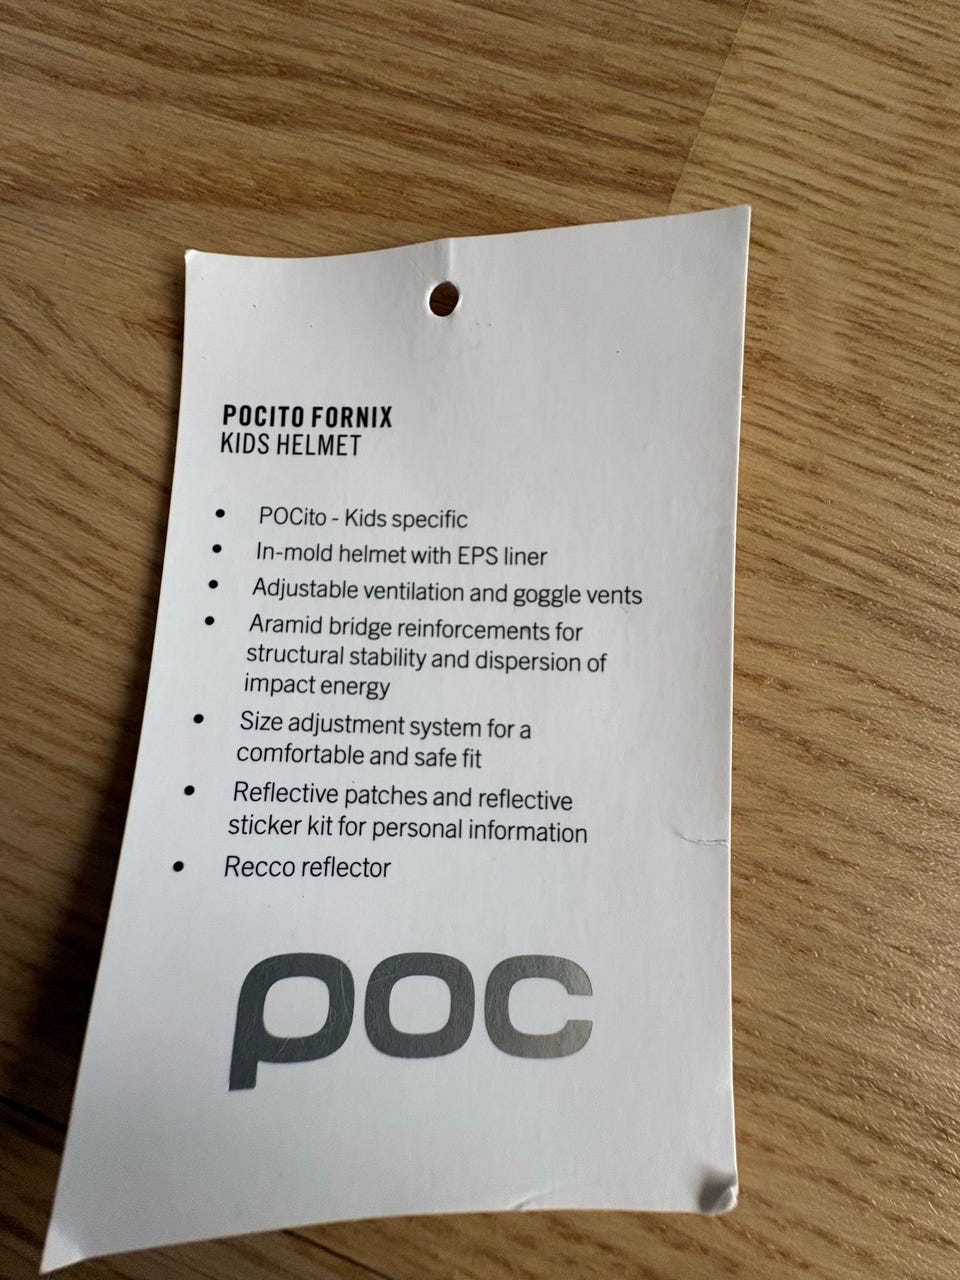 POCITO FORNIX
KIDS HELMET
• POCito - Kids specific
• In-mold helmet with EPS liner
• Adjustable ventilation and goggle vents
• Aramid bridge reinforcements for
structural stability and dispersion of
impact energy
• Size adjustment system for a
comfortable and safe fit
• Reflective patches and reflective
sticker kit for personal information
• Recco reflector
poc